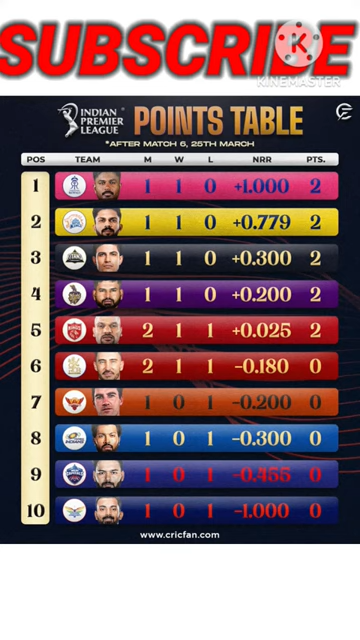 SUBSCRIBE
KINEMASTER
INDIAN PREMIER LEAGUE
POINTS TABLE
*AFTER MATCH 6, 25TH MARCH
POS TEAM M W L NRR PTS.
1 1 1 0 +1.000 2
2 1 1 0 +0.779 2
3 1 1 0 +0.300 2
4 1 1 0 +0.200 2
5 2 1 1 +0.025 2
6 2 1 1 -0.180 0
7 1 0 1 -0.200 0
8 1 0 1 -0.300 0
9 1 0 1 -0.455 0
10 1 0 1 -1.000 0
www.cricfan.com